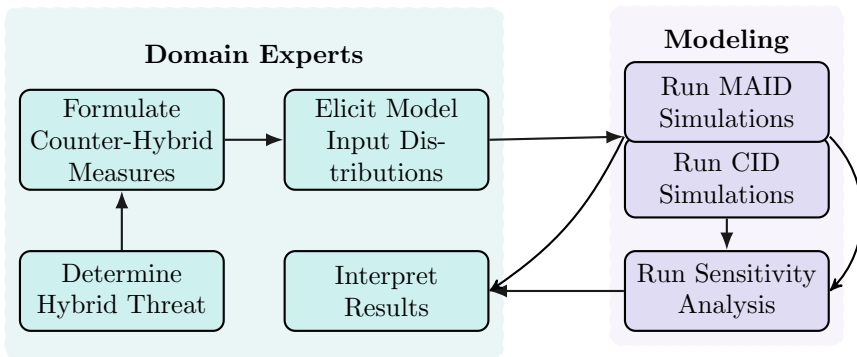 Domain Experts
Formulate
Counter-Hybrid
Measures
Elicit Model
Input Dis-
tributions
Determine
Hybrid Threat
Interpret
Results
Modeling
Run MAID
Simulations
Run CID
Simulations
Run Sensitivity
Analysis